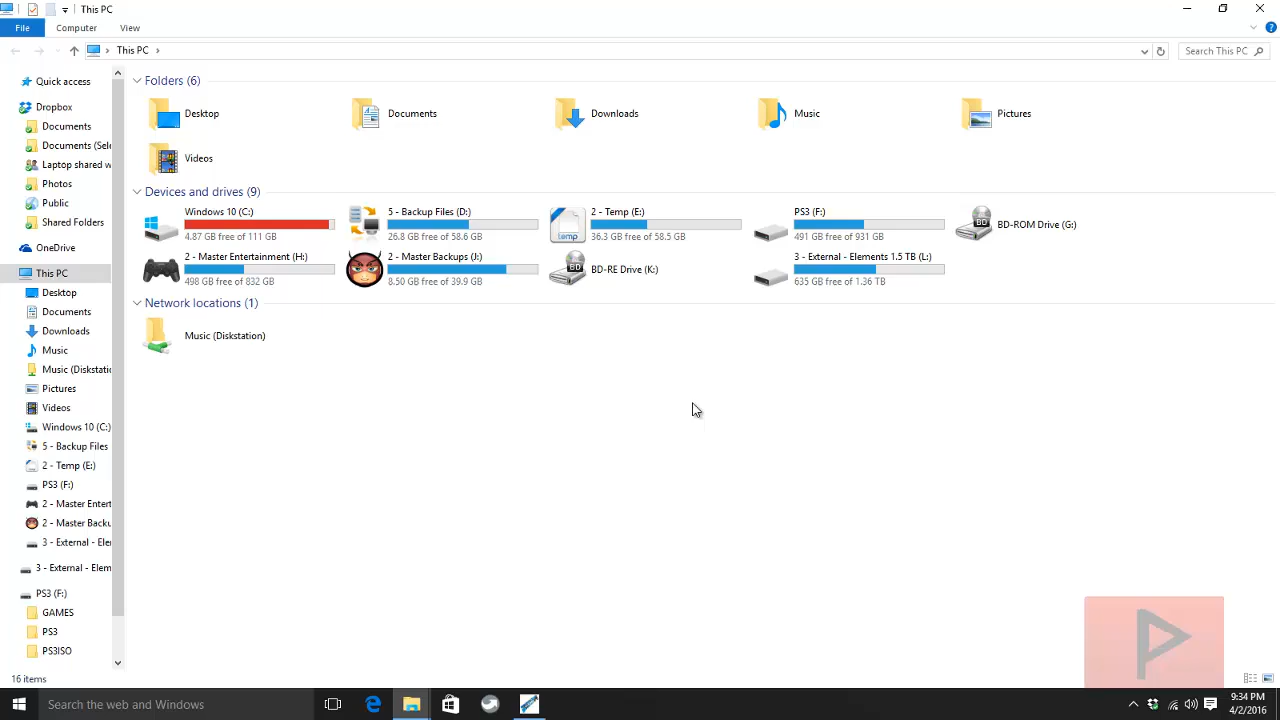 This PC
File Computer View
This PC
Search This PC
Quick access
Dropbox
Documents
Documents (Sele
Laptop shared w
Photos
Public
Shared Folders
OneDrive
This PC
Desktop
Documents
Downloads
Music
Music (Diskstatio
Pictures
Videos
Windows 10 (C:)
5 - Backup Files
2 - Temp (E:)
PS3 (F:)
2 - Master Entert
2 - Master Backu
3 - External - Ele
3 - External - Elem
PS3 (F:)
GAMES
PS3
PS3ISO
Folders (6)
Desktop
Documents
Downloads
Music
Pictures
Videos
Devices and drives (9)
Windows 10 (C:)
4.87 GB free of 111 GB
5 - Backup Files (D:)
26.8 GB free of 58.6 GB
2 - Temp (E:)
36.3 GB free of 58.5 GB
PS3 (F:)
491 GB free of 931 GB
BD-ROM Drive (G:)
2 - Master Entertainment (H:)
498 GB free of 832 GB
2 - Master Backups (J:)
8.50 GB free of 39.9 GB
BD-RE Drive (K:)
3 - External - Elements 1.5 TB (L:)
635 GB free of 1.36 TB
Network locations (1)
Music (Diskstation)
16 items
Search the web and Windows
9:34 PM
4/2/2016